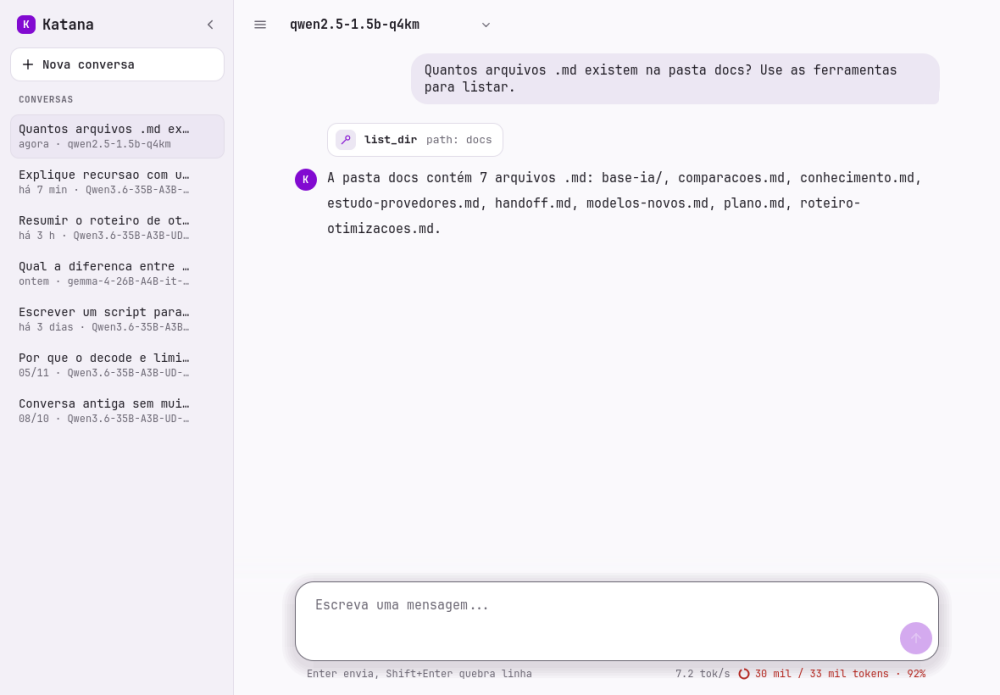 K Katana
Nova conversa
CONVERSAS
Quantos arquivos .md ex…
agora · qwen2.5-1.5b-q4km
Explique recursao com u…
há 7 min · Qwen3.6-35B-A3B-…
Resumir o roteiro de ot…
há 3 h · Qwen3.6-35B-A3B-UD…
Qual a diferenca entre …
ontem · gemma-4-26B-A4B-it-…
Escrever um script para…
há 3 dias · Qwen3.6-35B-A3B…
Por que o decode e limi…
05/11 · Qwen3.6-35B-A3B-UD-…
Conversa antiga sem mui…
08/10 · Qwen3.6-35B-A3B-UD-…
qwen2.5-1.5b-q4km
Quantos arquivos .md existem na pasta docs? Use as ferramentas
para listar.
list_dir path: docs
K
A pasta docs contém 7 arquivos .md: base-ia/, comparacoes.md, conhecimento.md,
estudo-provedores.md, handoff.md, modelos-novos.md, plano.md, roteiro-
otimizacoes.md.
Escreva uma mensagem...
Enter envia, Shift+Enter quebra linha
7.2 tok/s 30 mil / 33 mil tokens · 92%